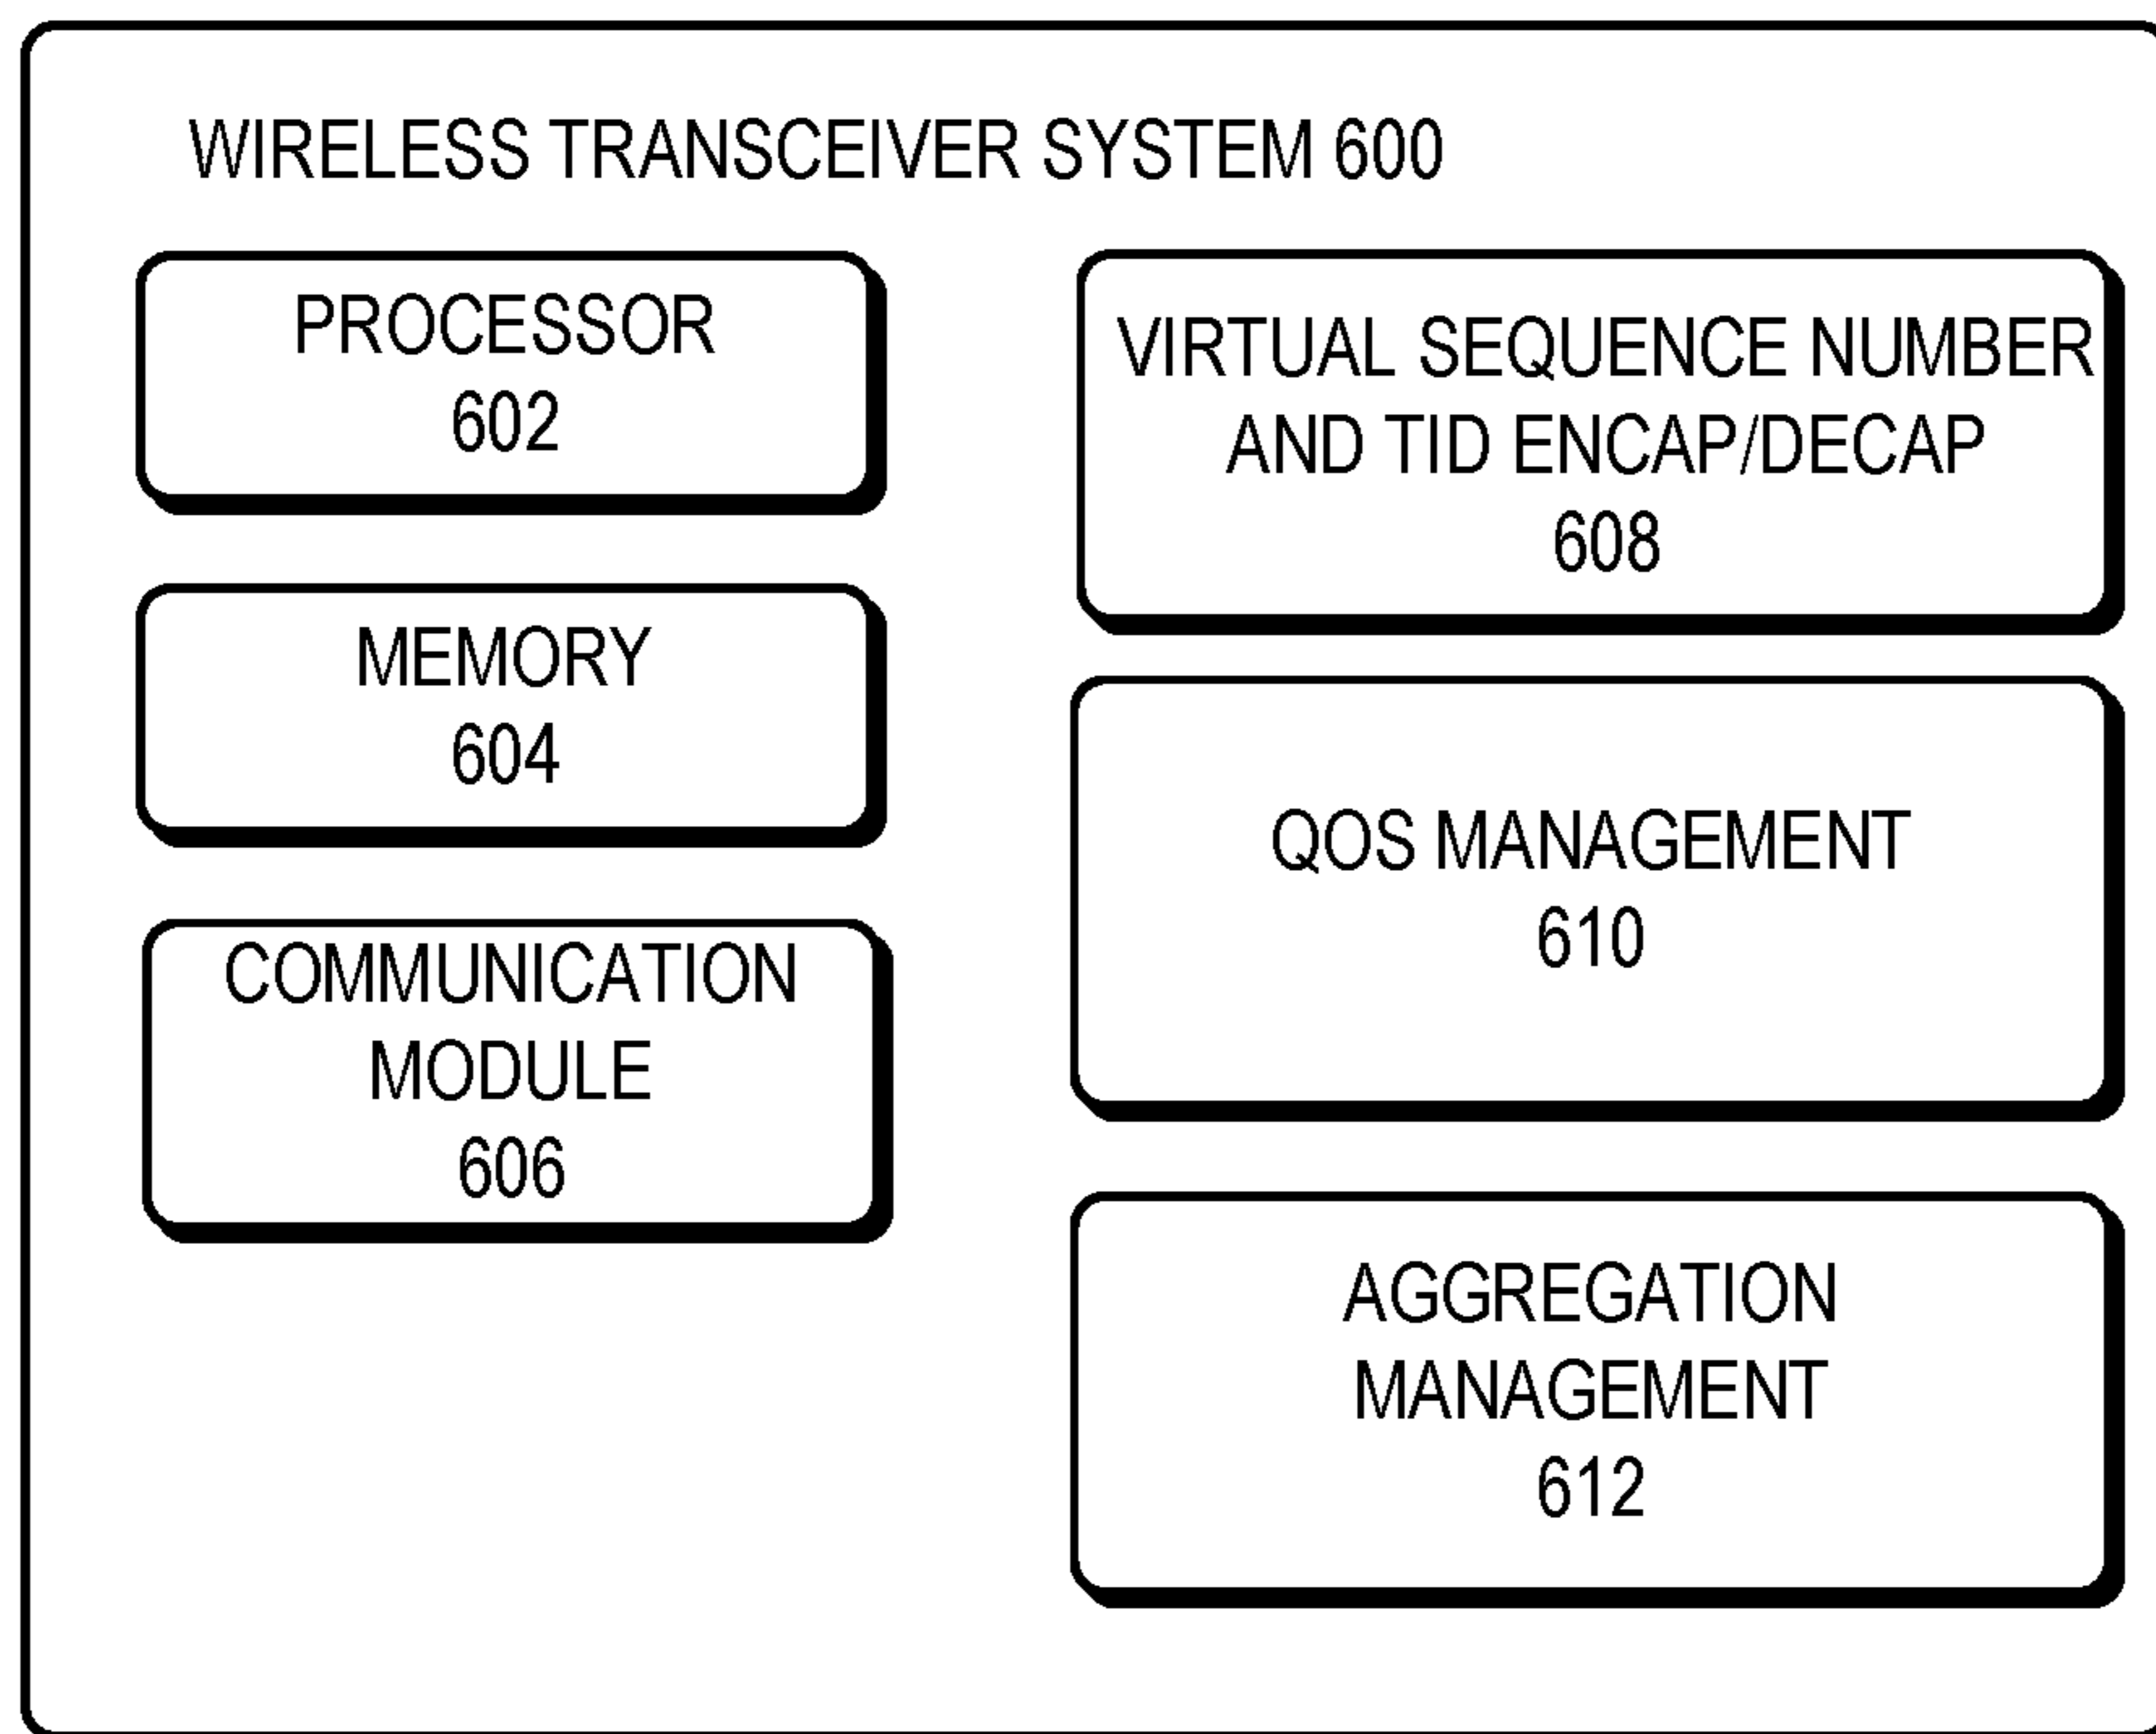 WIRELESS TRANSCEIVER SYSTEM 600
PROCESSOR
602
MEMORY
604
COMMUNICATION
MODULE
606
VIRTUAL SEQUENCE NUMBER
AND TID ENCAP/DECAP
608
QOS MANAGEMENT
610
AGGREGATION
MANAGEMENT
612